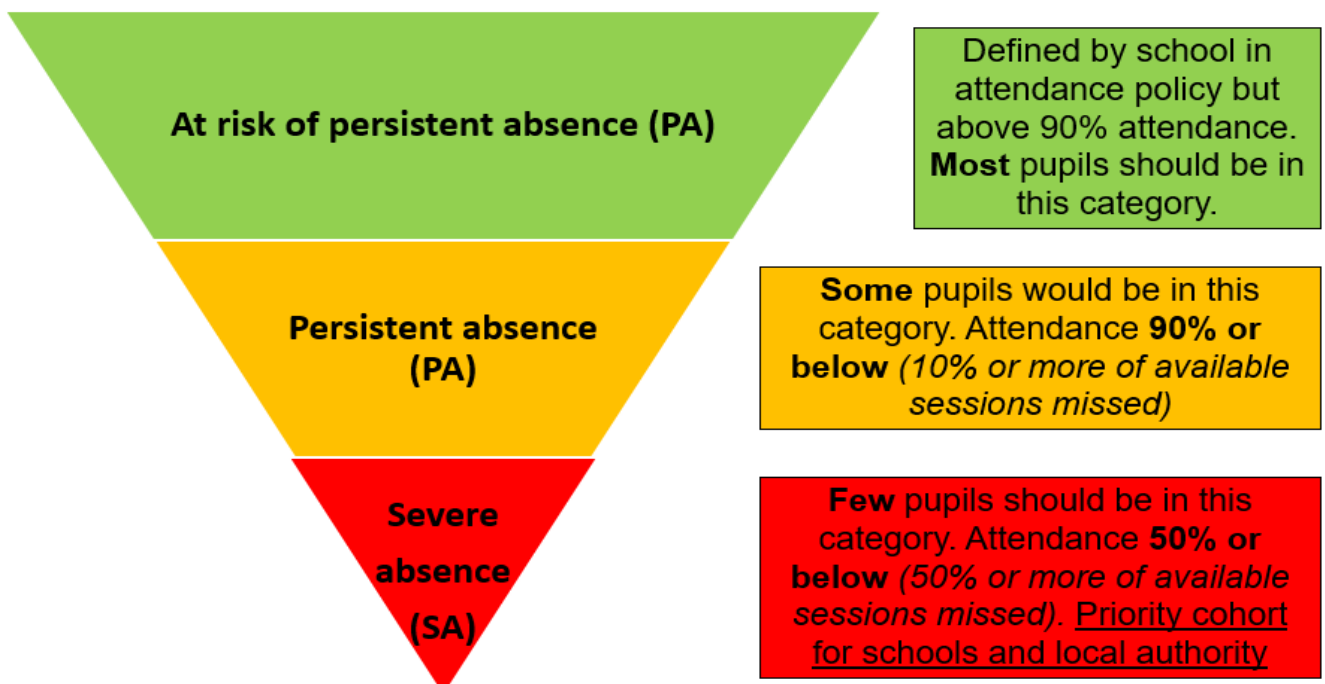 At risk of persistent absence (PA)
Defined by school in
attendance policy but
above 90% attendance.
Most pupils should be in
this category.
Persistent absence
(PA)
Some pupils would be in this
category. Attendance 90% or
below (10% or more of available
sessions missed)
Severe
absence
(SA)
Few pupils should be in this
category. Attendance 50% or
below (50% or more of available
sessions missed). Priority cohort
for schools and local authority